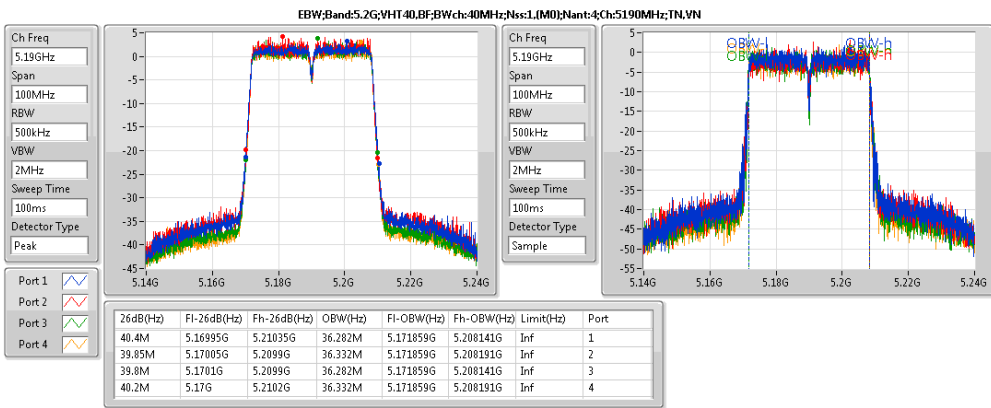 EBW;Band:5.2G;VHT40,BF;BWch:40MHz;Nss:1,(M0);Nant:4;Ch:5190MHz;TN,VN
Ch Freq
5.19GHz
Span
100MHz
RBW
500kHz
VBW
2MHz
Sweep Time
100ms
Detector Type
Peak
5
0
-5
-10
-15
-20
-25
-30
-35
-40
-45
5.14G 5.16G 5.18G 5.2G 5.22G 5.24G
Ch Freq
5.19GHz
Span
100MHz
RBW
500kHz
VBW
2MHz
Sweep Time
100ms
Detector Type
Sample
5
0
-5
-10
-15
-20
-25
-30
-35
-40
-45
-50
-55
OBW-l OBW-h
5.14G 5.16G 5.18G 5.2G 5.22G 5.24G
Port 1
Port 2
Port 3
Port 4
26dB(Hz) Fl-26dB(Hz) Fh-26dB(Hz) OBW(Hz) Fl-OBW(Hz) Fh-OBW(Hz) Limit(Hz) Port
40.4M 5.16995G 5.21035G 36.282M 5.171859G 5.208141G Inf 1
39.85M 5.17005G 5.2099G 36.332M 5.171859G 5.208191G Inf 2
39.8M 5.1701G 5.2099G 36.282M 5.171859G 5.208141G Inf 3
40.2M 5.17G 5.2102G 36.332M 5.171859G 5.208191G Inf 4